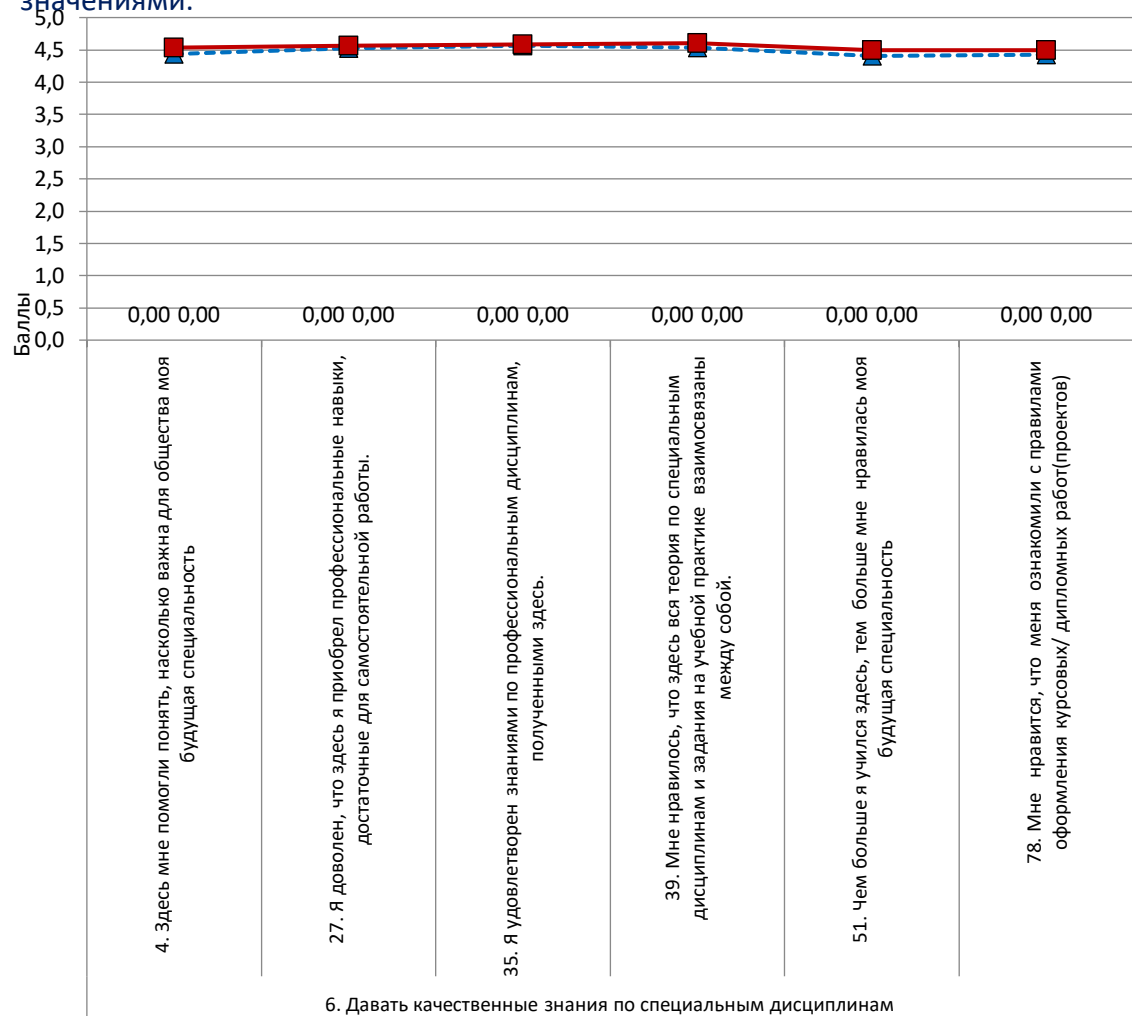 значениями.
5,0
4,5
4,0
3,5
3,0
2,5
2,0
1,5
1,0
0,5
0,0
Баллы
0,00 0,00
0,00 0,00
0,00 0,00
0,00 0,00
0,00 0,00
0,00 0,00
4. Здесь мне помогли понять, насколько важна для общества моя
будущая специальность
27. Я доволен, что здесь я приобрел профессиональные навыки,
достаточные для самостоятельной работы.
35. Я удовлетворен знаниями по профессиональным дисциплинам,
полученными здесь.
39. Мне нравилось, что здесь вся теория по специальным
дисциплинам и задания на учебной практике взаимосвязаны
между собой.
51. Чем больше я учился здесь, тем больше мне нравилась моя
будущая специальность
78. Мне нравится, что меня ознакомили с правилами
оформления курсовых/ дипломных работ(проектов)
6. Давать качественные знания по специальным дисциплинам